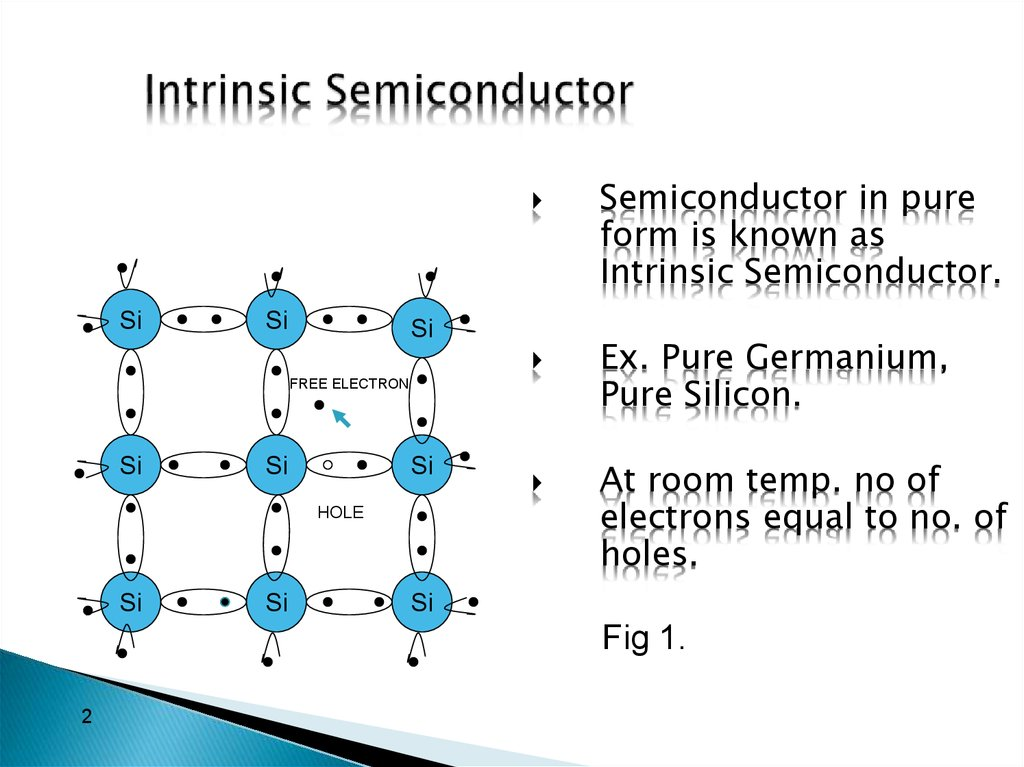 Intrinsic Semiconductor
Semiconductor in pure
form is known as
Intrinsic Semiconductor.
Ex. Pure Germanium,
Pure Silicon.
At room temp. no of
electrons equal to no. of
holes.
Fig 1.
Si
Si
Si
FREE ELECTRON
Si
Si
Si
HOLE
Si
Si
Si
2